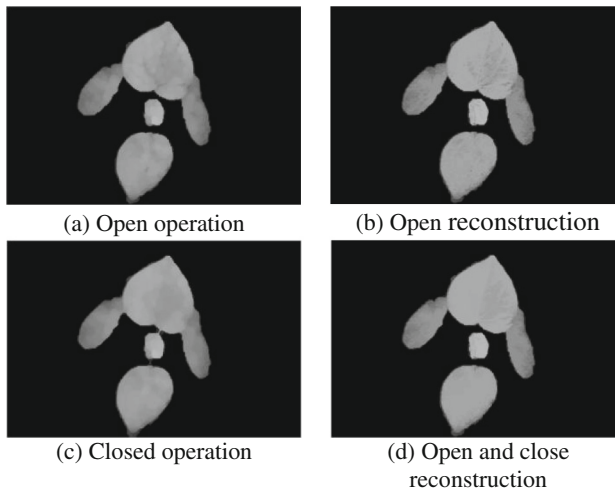 (a) Open operation
(b) Open reconstruction
(c) Closed operation
(d) Open and close
reconstruction